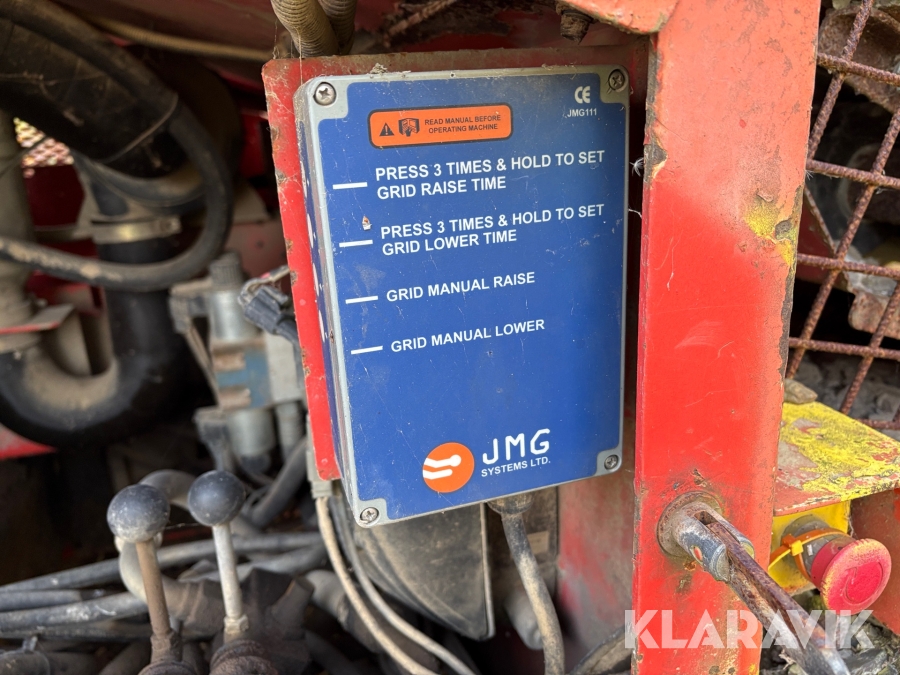 CE
JMG111
READ MANUAL BEFORE
OPERATING MACHINE
PRESS 3 TIMES & HOLD TO SET
GRID RAISE TIME
PRESS 3 TIMES & HOLD TO SET
GRID LOWER TIME
GRID MANUAL RAISE
GRID MANUAL LOWER
JMG
SYSTEMS LTD.
KLARAVIK